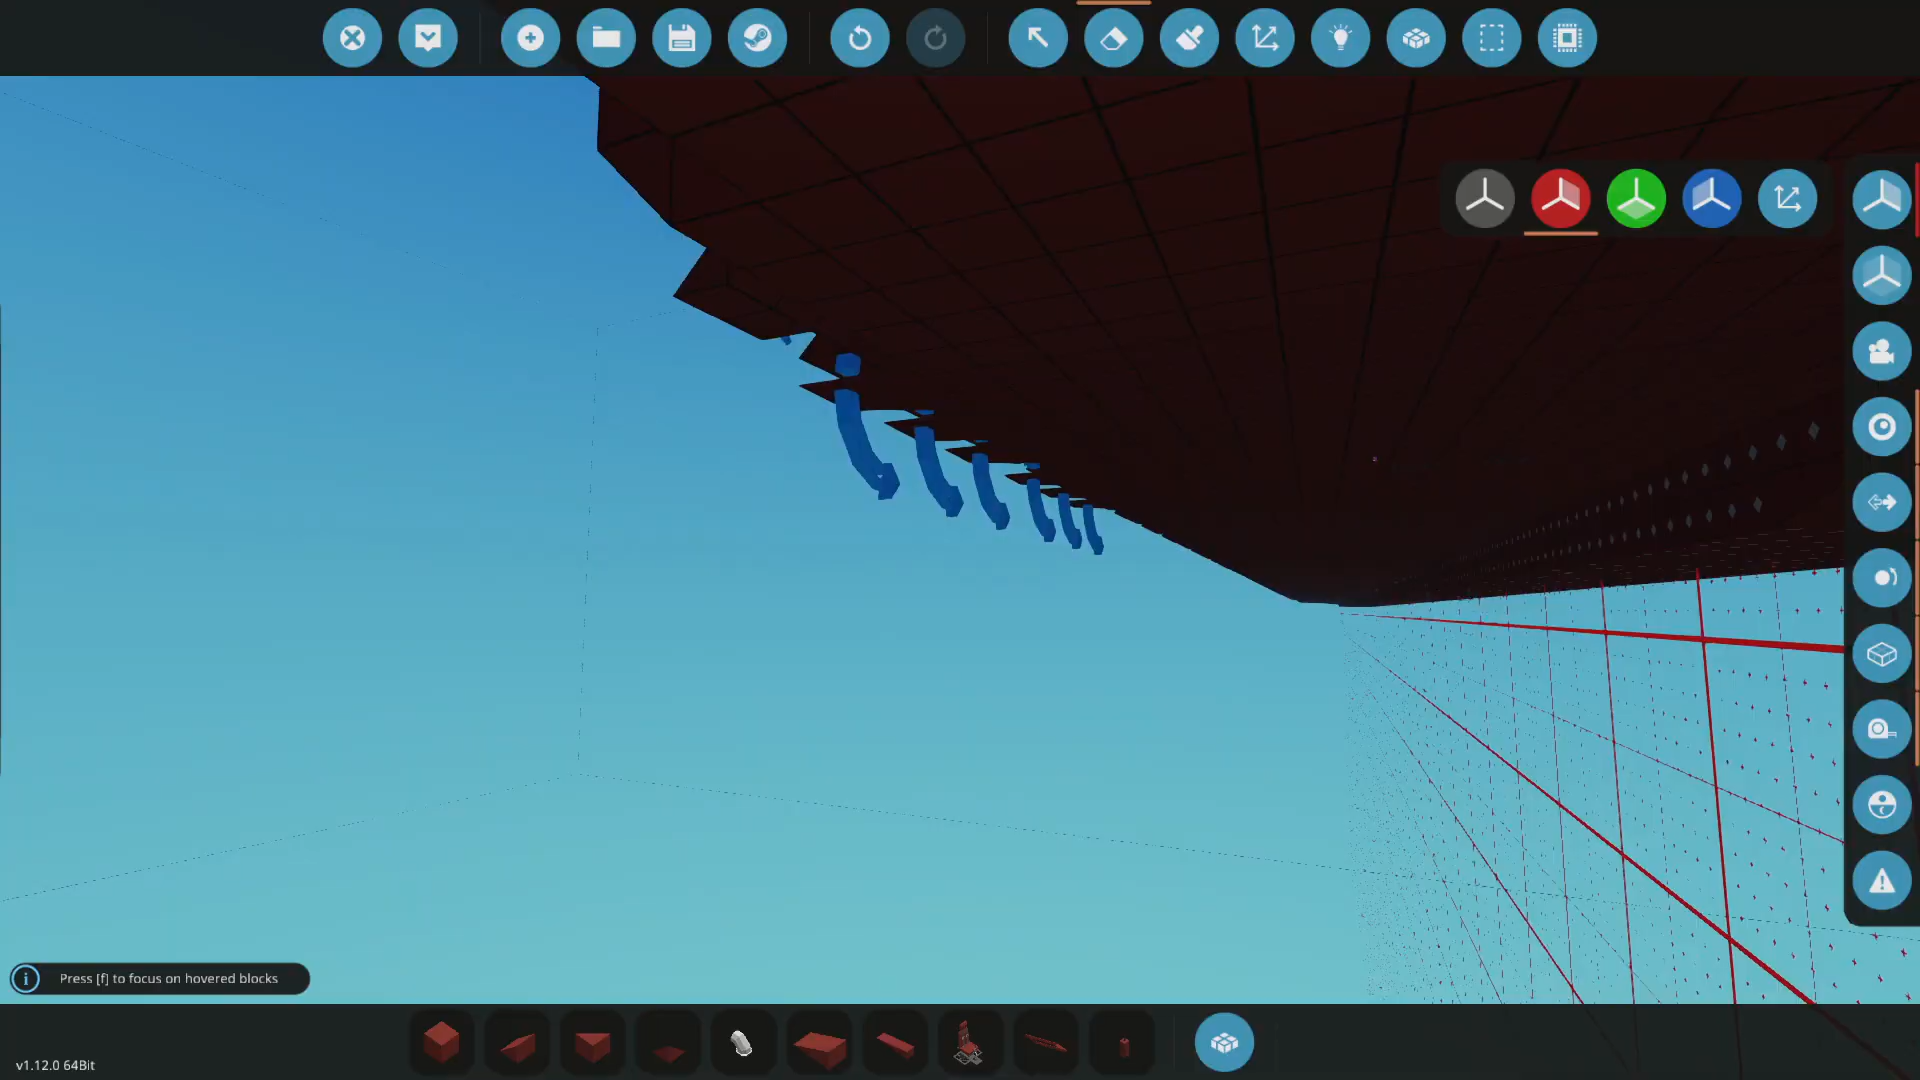 Press [f] to focus on hovered blocks
v1.12.0 64Bit